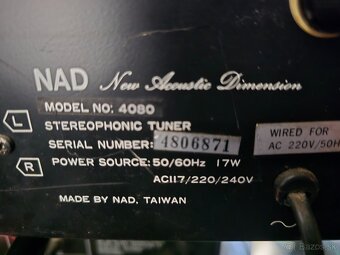 NAD New Acoustic Dimension
MODEL NO: 4080
L STEREOPHONIC TUNER
SERIAL NUMBER: 4806871
WIRED FOR
AC 220V/50H
R POWER SOURCE: 50/60Hz 17W
AC117/220/240V
MADE BY NAD, TAIWAN